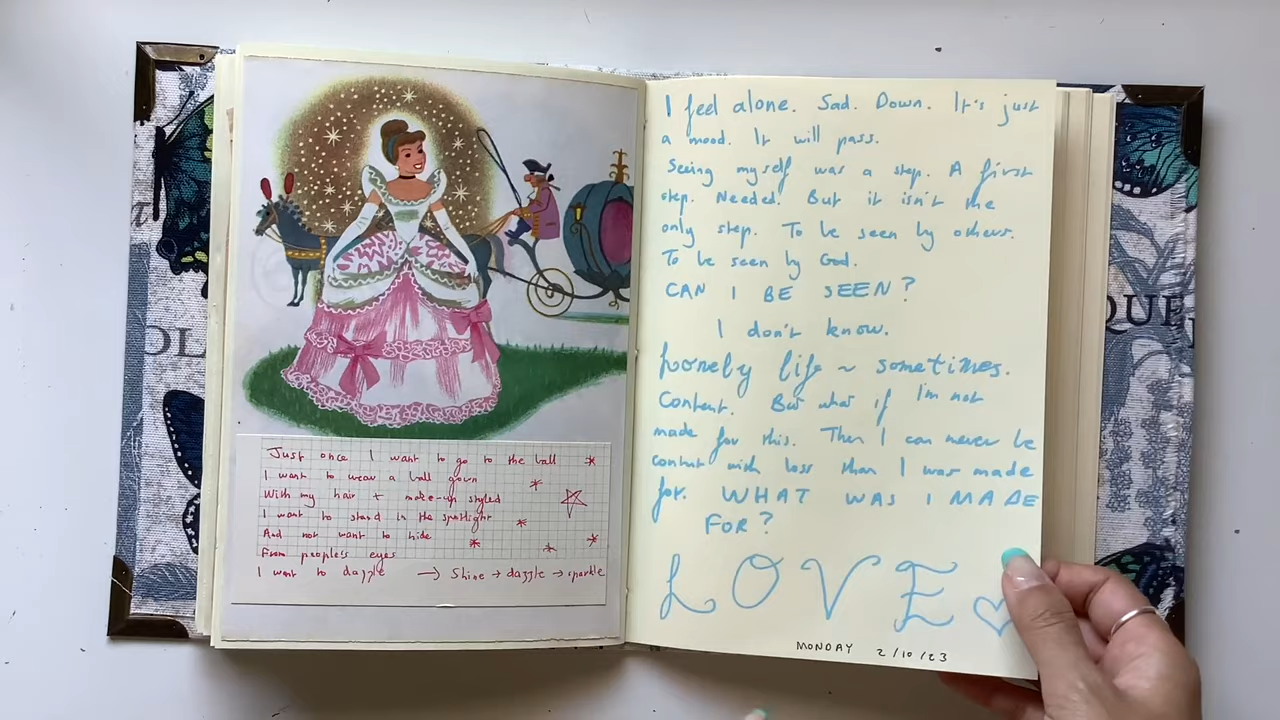 Just once I want to go to the ball
I want to wear a ball gown
With my hair + make-up styled
I want to stand in the spotlight
And not want to hide
From people's eyes
I want to dazzle → Shine → dazzle → sparkle
I feel alone. Sad. Down. It's just
a mood. It will pass.
Seeing myself was a step. A first
step. Needed. But it isn't the
only step. To be seen by others.
To be seen by God.
CAN I BE SEEN?
I don't know.
Lonely life ~ sometimes.
Content. But what if I'm not
made for this. Then I can never be
content with less than I was made
for. WHAT WAS I MADE
FOR?
LOVE ♡
MONDAY 2/10/23
OL
QUE